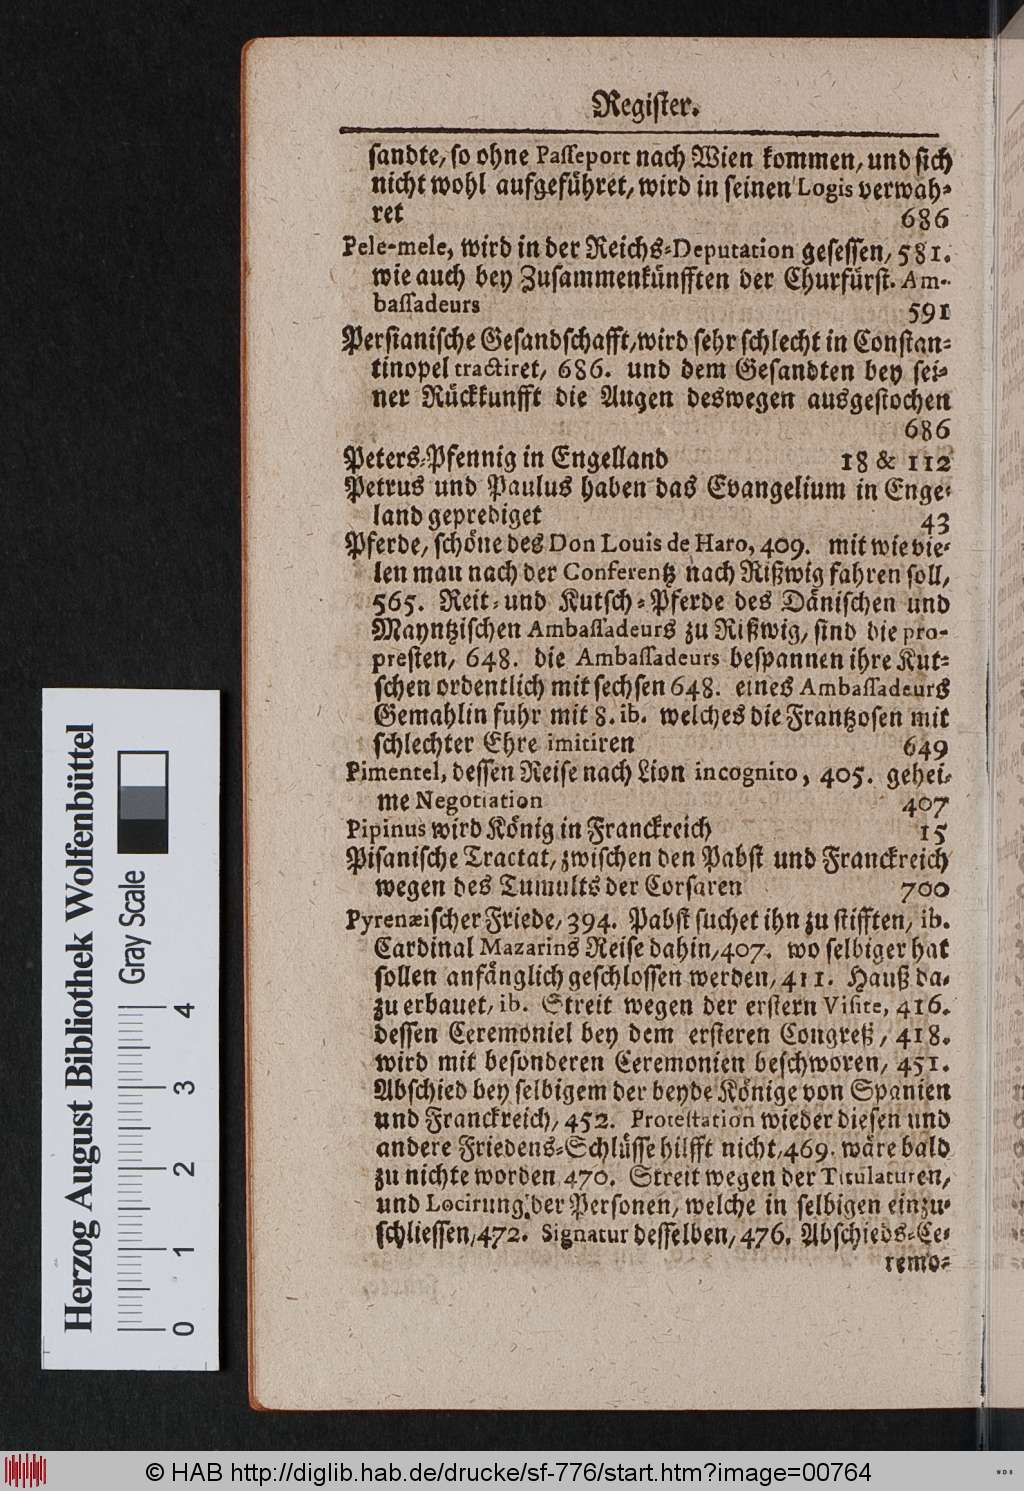 Register.
sandte, so ohne Passeport nach Wien kommen, und sich
nicht wohl aufgeführet, wird in seinen Logis verwah-
ret 686
Pele-mele, wird in der Reichs-Deputation gesessen, 581.
wie auch bey Zusammenkünfften der Churfürst. Am-
bassadeurs 591
Persianische Gesandschafft, wird sehr schlecht in Constan-
tinopel tractiret, 686. und dem Gesandten bey sei-
ner Rückkunfft die Augen deswegen ausgestochen
686
Peters-Pfennig in Engelland 18 & 112
Petrus und Paulus haben das Evangelium in Enge-
land geprediget 43
Pferde, schöne des Don Louis de Haro, 409. mit wie vie-
len man nach der Conferentz nach Rißwig fahren soll,
565. Reit- und Kutsch-Pferde des Dänischen und
Mayntzischen Ambassadeurs zu Rißwig, sind die pro-
presten, 648. die Ambassadeurs bespannen ihre Kut-
schen ordentlich mit sechsen 648. eines Ambassadeurs
Gemahlin fuhr mit 8. ib. welches die Frantzosen mit
schlechter Ehre imitiren 649
Pimentel, dessen Reise nach Lion incognito, 405. gehei-
me Negotiation 407
Pipinus wird König in Franckreich 15
Pisanische Tractat, zwischen den Pabst und Franckreich
wegen des Tumults der Corsaren 700
Pyrenæischer Friede, 394. Pabst suchet ihn zu stifften, ib.
Cardinal Mazarins Reise dahin, 407. wo selbiger hat
sollen anfänglich geschlossen werden, 411. Hauß da-
zu erbauet, ib. Streit wegen der erstern Visite, 416.
dessen Ceremoniel bey dem ersteren Congreß, 418.
wird mit besonderen Ceremonien beschworen, 451.
Abschied bey selbigem der beyde Könige von Spanien
und Franckreich, 452. Protestation wieder diesen und
andere Friedens-Schlüsse hilfft nicht, 469. wäre bald
zu nichte worden 470. Streit wegen der Titulaturen,
und Locirung der Personen, welche in selbigen einzu-
schliessen, 472. Signatur desselben, 476. Abschieds-Ce-
remo-
Herzog August Bibliothek Wolfenbüttel
Gray Scale
0 1 2 3 4
© HAB http://diglib.hab.de/drucke/sf-776/start.htm?image=00764